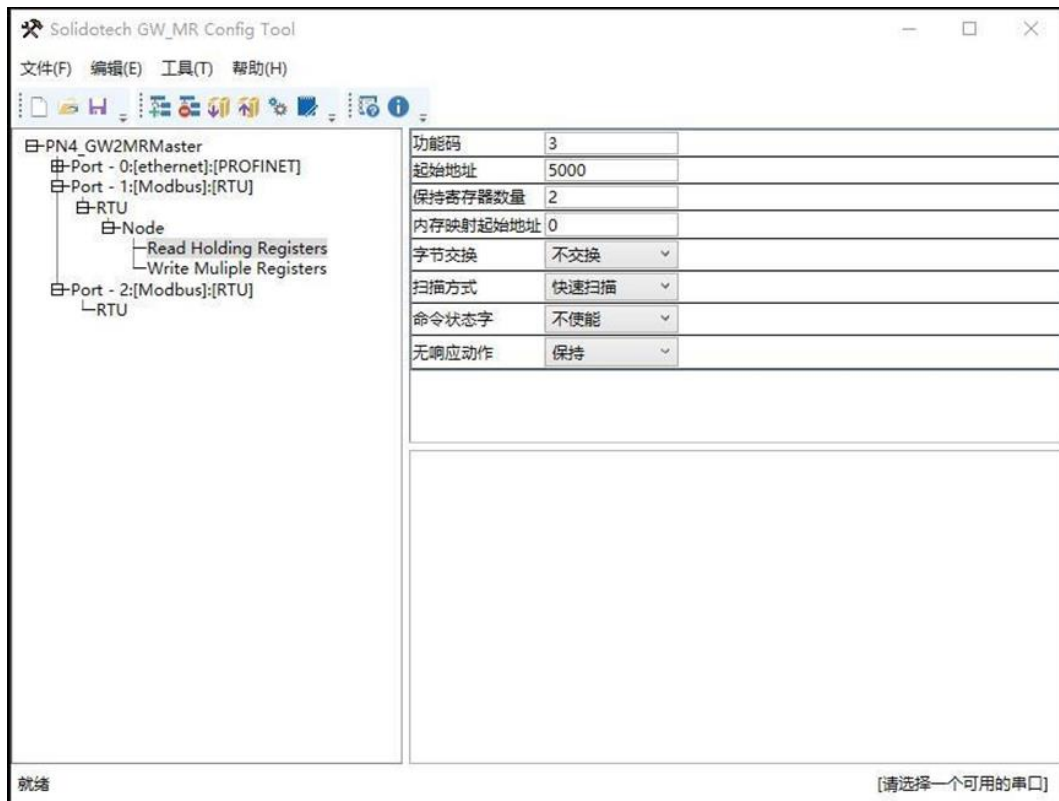 Solidotech GW_MR Config Tool
文件(F) 编辑(E) 工具(T) 帮助(H)
PN4_GW2MRMaster
Port - 0:[ethernet]:[PROFINET]
Port - 1:[Modbus]:[RTU]
RTU
Node
Read Holding Registers
Write Muliple Registers
Port - 2:[Modbus]:[RTU]
RTU
功能码 3
起始地址 5000
保持寄存器数量 2
内存映射起始地址 0
字节交换 不交换
扫描方式 快速扫描
命令状态字 不使能
无响应动作 保持
就绪
[请选择一个可用的串口]